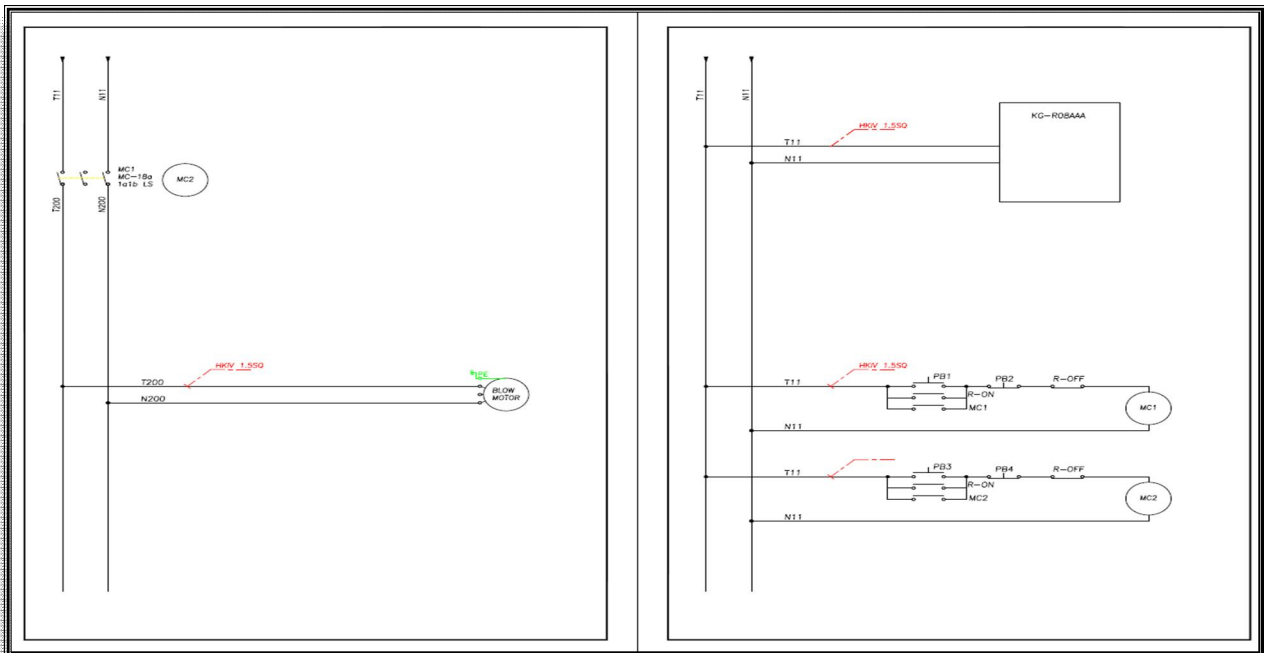 T11
N11
MC1
MC-18a
1a1b LS
MC2
T200
N200
HKIV 1.5SQ
T200
N200
PE
BLOW
MOTOR
T11
N11
HKIV 1.5SQ
T11
N11
KG-R08AAA
HKIV 1.5SQ
T11
PB1
PB2
R-OFF
R-ON
MC1
MC1
N11
T11
PB3
PB4
R-OFF
R-ON
MC2
MC2
N11